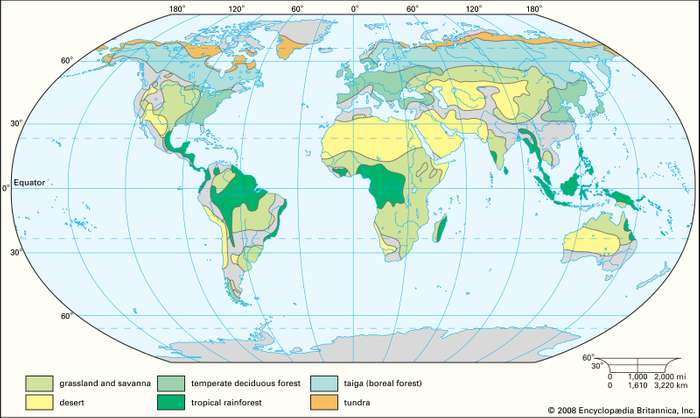 180° 120° 60° 0° 60° 120° 180°
60°
30°
0° Equator
30°
60°
60°
30°
0 1,000 2,000 mi
0 1,610 3,220 km
grassland and savanna
temperate deciduous forest
taiga (boreal forest)
desert
tropical rainforest
tundra
© 2008 Encyclopædia Britannica, Inc.